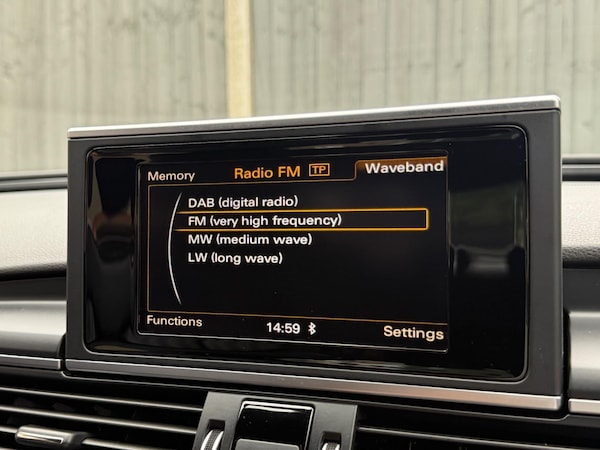 Memory Radio FM TP Waveband
DAB (digital radio)
FM (very high frequency)
MW (medium wave)
LW (long wave)
Functions 14:59 Settings